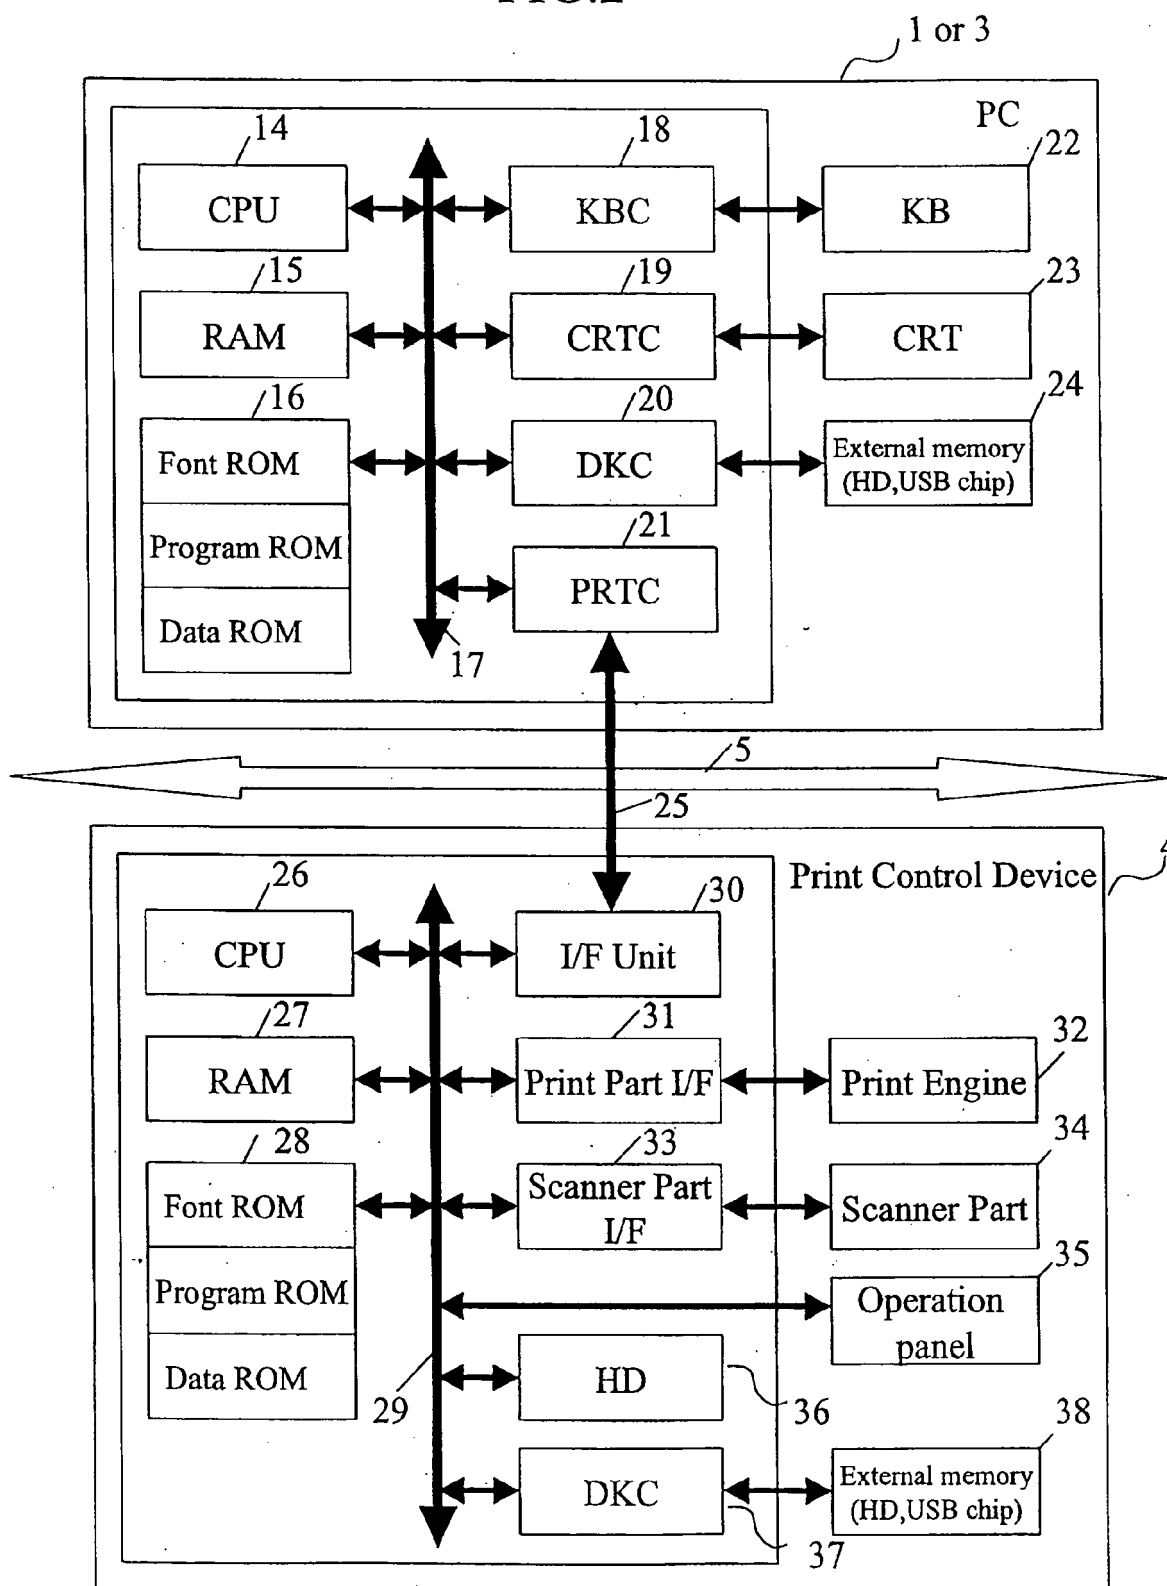 1 or 3
PC
14
18
22
CPU
KBC
KB
15
19
23
RAM
CRTC
CRT
16
20
24
Font ROM
DKC
External memory
(HD,USB chip)
21
Program ROM
PRTC
Data ROM
17
5
25
4
Print Control Device
26
30
CPU
I/F Unit
27
31
32
RAM
Print Part I/F
Print Engine
28
33
34
Font ROM
Scanner Part
I/F
Scanner Part
35
Program ROM
Operation
panel
Data ROM
HD
29
36
38
DKC
External memory
(HD,USB chip)
37